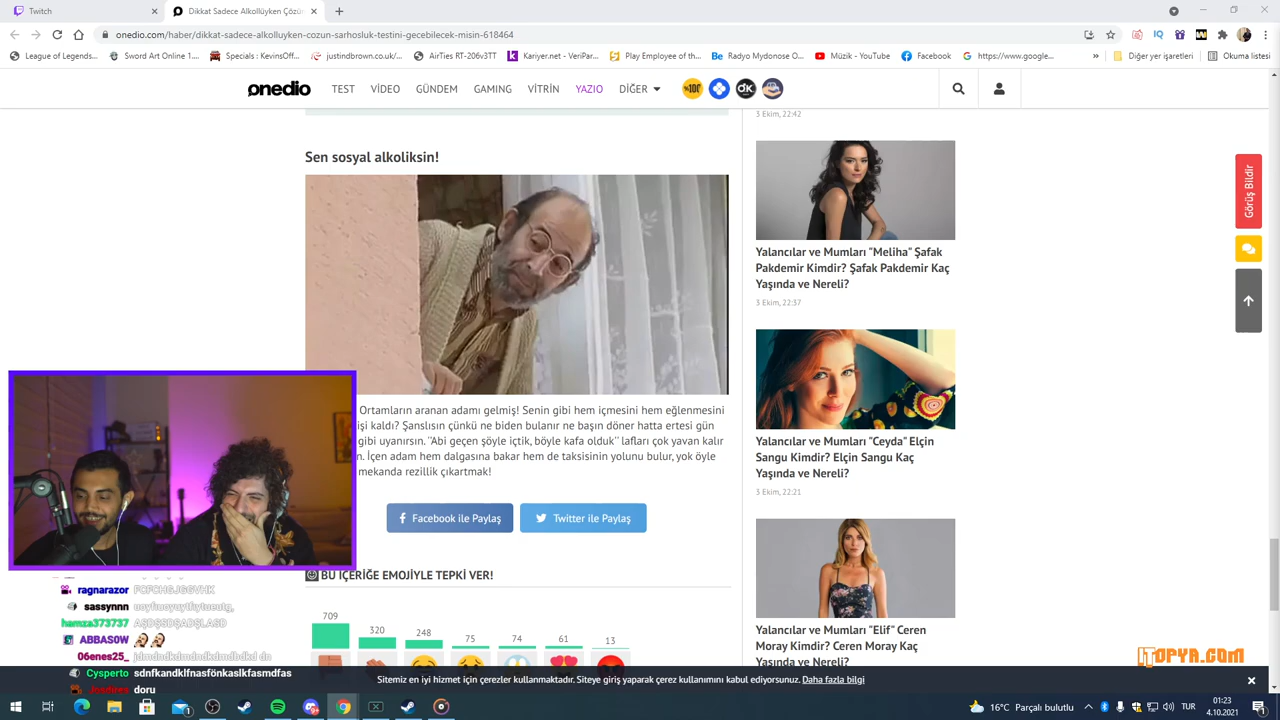 Twitch
Dikkat Sadece Alkollüyken Çözün
onedio.com/haber/dikkat-sadece-alkolluyken-cozun-sarhosluk-testini-gecebilecek-misin-618464
League of Legends...
Sword Art Online 1....
Specials : KevinsOff...
justindbrown.co.uk/...
AirTies RT-206v3TT
Kariyer.net - VeriPar...
Play Employee of th...
Radyo Mydonose O...
Müzik - YouTube
Facebook
https://www.google...
»
Diğer yer işaretleri
Okuma listesi
onedio
TEST
VİDEO
GÜNDEM
GAMING
VİTRİN
YAZIO
DİĞER
3 Ekim, 22:42
Sen sosyal alkoliksin!
Ortamların aranan adamı gelmiş! Senin gibi hem içmesini hem eğlenmesini
işi kaldı? Şanslısın çünkü ne biden bulanır ne başın döner hatta ertesi gün
gibi uyanırsın. ''Abi geçen şöyle içtik, böyle kafa olduk'' lafları çok yavan kalır
n. İçen adam hem dalgasına bakar hem de taksisinin yolunu bulur, yok öyle
mekanda rezillik çıkartmak!
Facebook ile Paylaş
Twitter ile Paylaş
BU İÇERİĞE EMOJİYLE TEPKİ VER!
709
320
248
75
74
61
13
Yalancılar ve Mumları "Meliha" Şafak
Pakdemir Kimdir? Şafak Pakdemir Kaç
Yaşında ve Nereli?
3 Ekim, 22:37
Yalancılar ve Mumları "Ceyda" Elçin
Sangu Kimdir? Elçin Sangu Kaç
Yaşında ve Nereli?
3 Ekim, 22:21
Yalancılar ve Mumları "Elif" Ceren
Moray Kimdir? Ceren Moray Kaç
Yaşında ve Nereli?
Görüş Bildir
ragnarazor FCFCHGJGGVHK
sassynnn
hamza373737 AŞDŞSDŞADŞLASD
ABBAS0W
06enes25_ jdmdndkdmdndkdmdbdkd dn
Cysperto sdnfkandklfnasfönkaslkfasmdfas
Josdites doru
Sitemiz en iyi hizmet için çerezler kullanmaktadır. Siteye giriş yaparak çerez kullanımını kabul ediyorsunuz. Daha fazla bilgi
ITOPYA.COM
16°C Parçalı bulutlu
TUR
01:23
4.10.2021